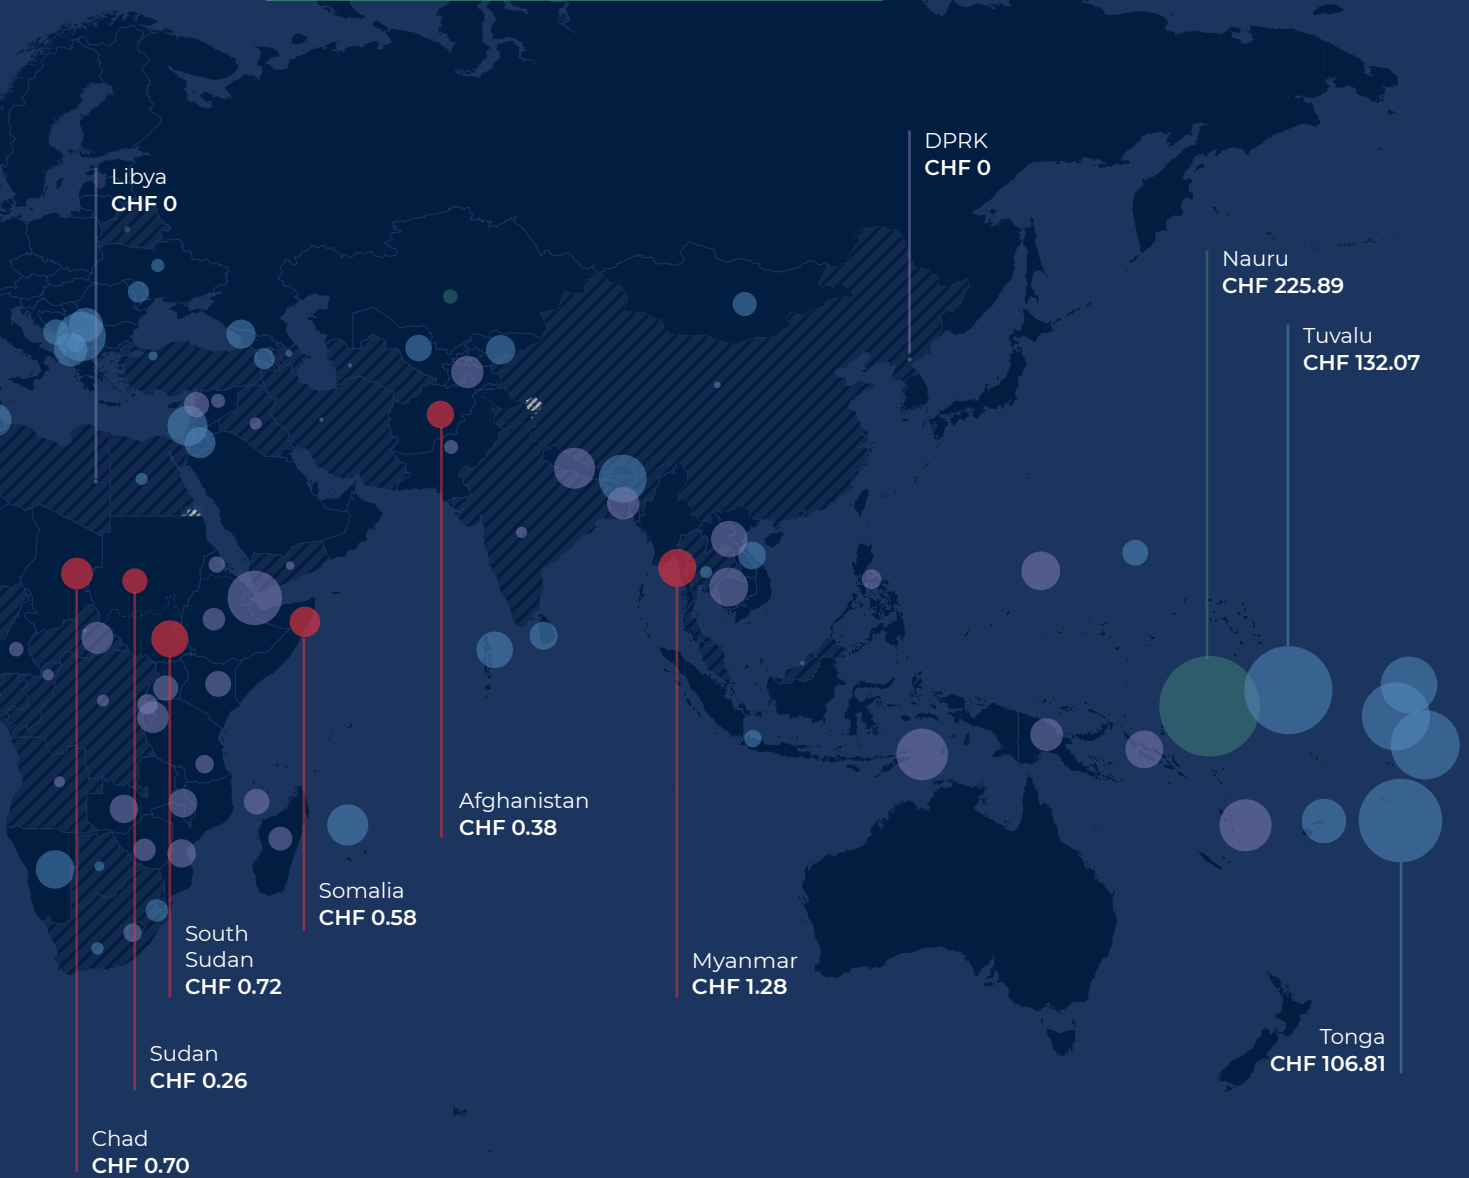 DPRK
CHF 0
Libya
CHF 0
Nauru
CHF 225.89
Tuvalu
CHF 132.07
Afghanistan
CHF 0.38
Somalia
CHF 0.58
South
Sudan
CHF 0.72
Myanmar
CHF 1.28
Tonga
CHF 106.81
Sudan
CHF 0.26
Chad
CHF 0.70